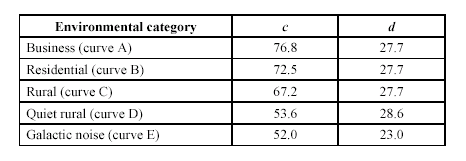 Environmental category c d
Business (curve A) 76.8 27.7
Residential (curve B) 72.5 27.7
Rural (curve C) 67.2 27.7
Quiet rural (curve D) 53.6 28.6
Galactic noise (curve E) 52.0 23.0